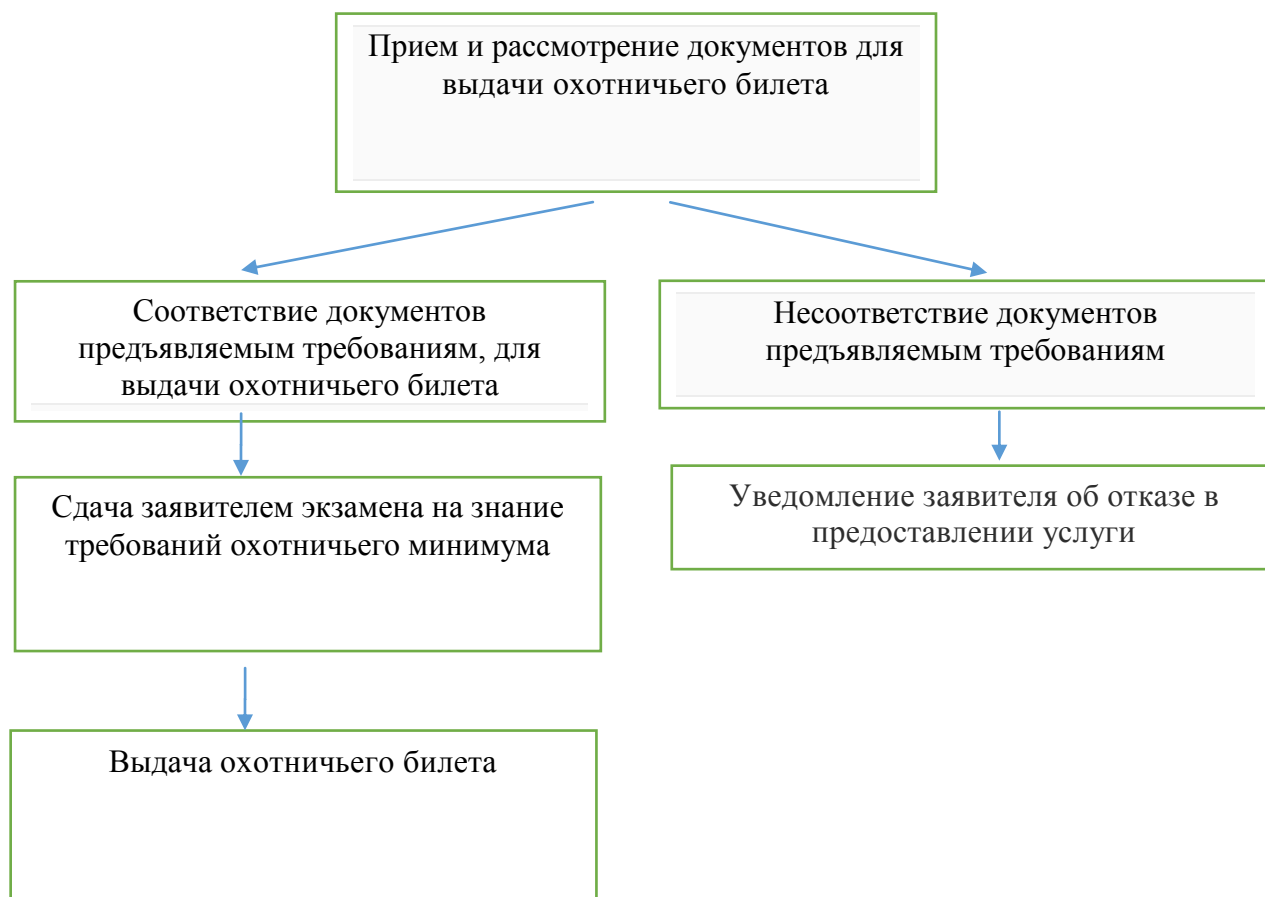 Прием и рассмотрение документов для
выдачи охотничьего билета
Соответствие документов
предъявляемым требованиям, для
выдачи охотничьего билета
Несоответствие документов
предъявляемым требованиям
Сдача заявителем экзамена на знание
требований охотничьего минимума
Уведомление заявителя об отказе в
предоставлении услуги
Выдача охотничьего билета